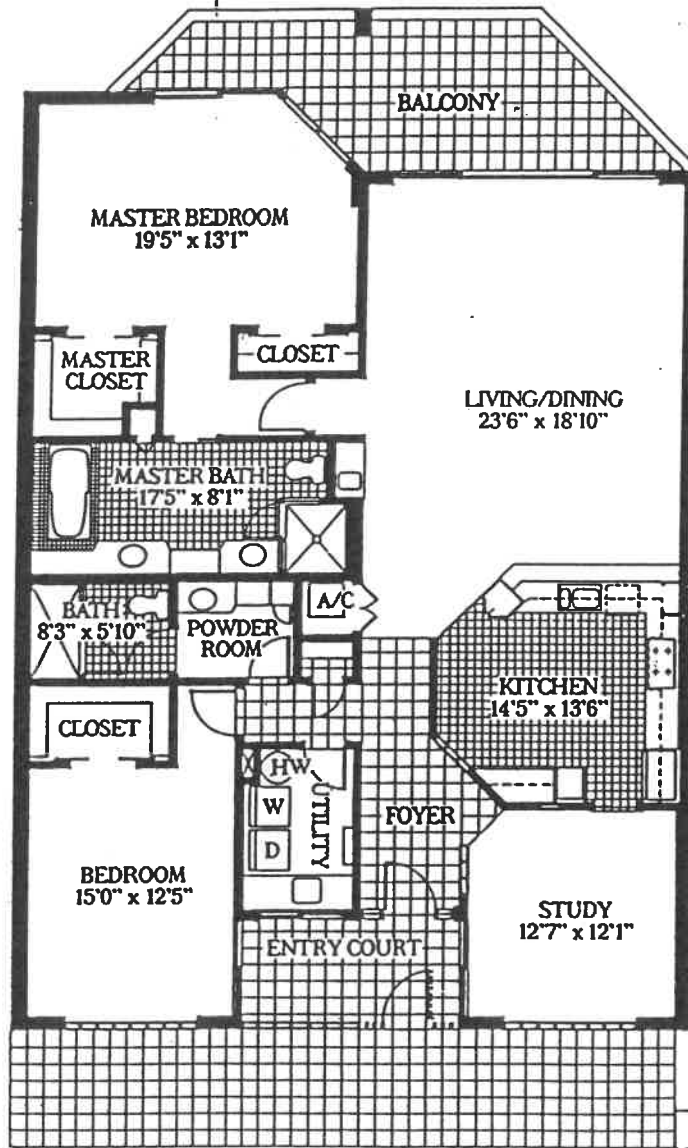 BALCONY
MASTER BEDROOM
19'5" x 13'1"
MASTER
CLOSET
CLOSET
LIVING/DINING
23'6" x 18'10"
MASTER BATH
17'5" x 8'1"
BATH
8'3" x 5'10"
POWDER
ROOM
A/C
KITCHEN
14'5" x 13'6"
CLOSET
HW
W
D
UTILITY
FOYER
BEDROOM
15'0" x 12'5"
STUDY
12'7" x 12'1"
ENTRY COURT